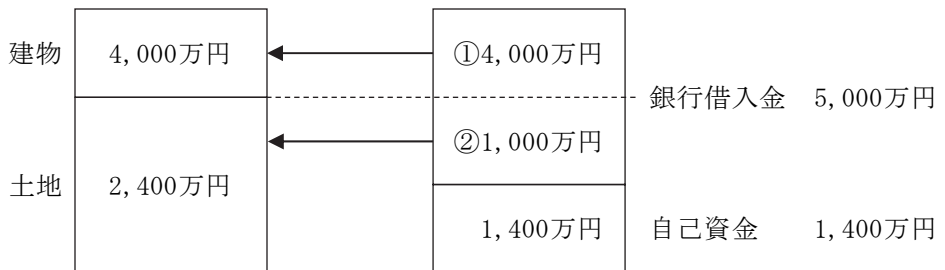 建物 4,000万円 ①4,000万円
銀行借入金 5,000万円
②1,000万円
土地 2,400万円
1,400万円 自己資金 1,400万円